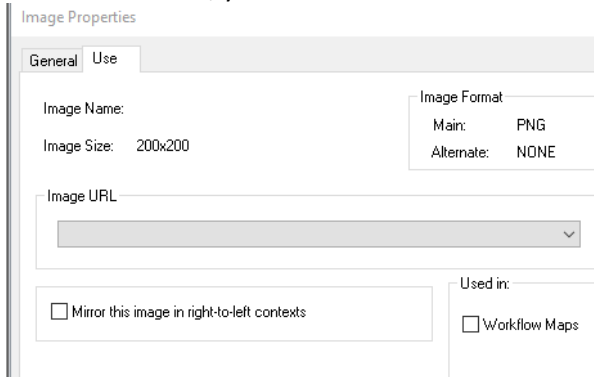 Image Properties
General Use
Image Name:
Image Size: 200x200
Image Format
Main: PNG
Alternate: NONE
Image URL
Mirror this image in right-to-left contexts
Used in:
Workflow Maps